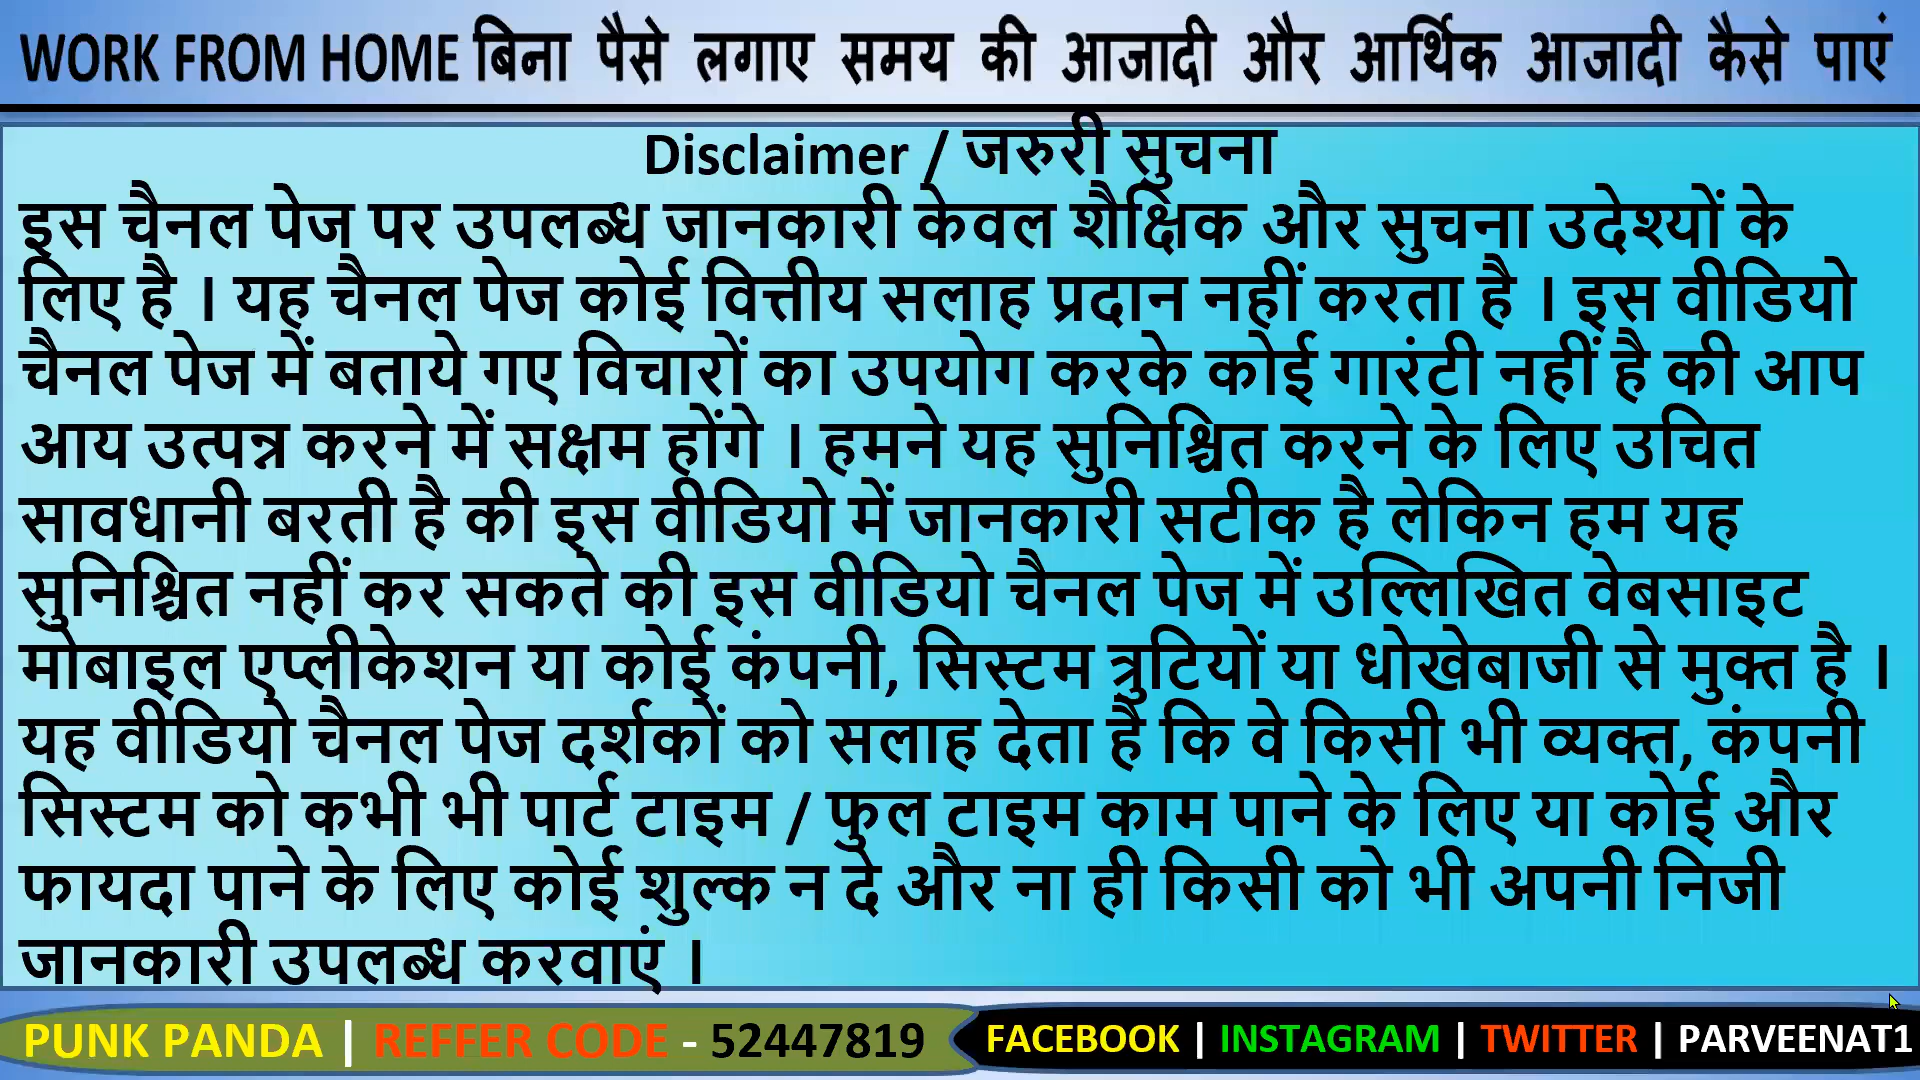 WORK FROM HOME बिना पैसे लगाए समय की आजादी और आर्थिक आजादी कैसे पाएं
Disclaimer / जरुरी सुचना
इस चैनल पेज पर उपलब्ध जानकारी केवल शैक्षिक और सुचना उदेश्यों के
लिए है । यह चैनल पेज कोई वित्तीय सलाह प्रदान नहीं करता है । इस वीडियो
चैनल पेज में बताये गए विचारों का उपयोग करके कोई गारंटी नहीं है की आप
आय उत्पन्न करने में सक्षम होंगे । हमने यह सुनिश्चित करने के लिए उचित
सावधानी बरती है की इस वीडियो में जानकारी सटीक है लेकिन हम यह
सुनिश्चित नहीं कर सकते की इस वीडियो चैनल पेज में उल्लिखित वेबसाइट
मोबाइल एप्लीकेशन या कोई कंपनी, सिस्टम त्रुटियों या धोखेबाजी से मुक्त है ।
यह वीडियो चैनल पेज दर्शकों को सलाह देता है कि वे किसी भी व्यक्त, कंपनी
सिस्टम को कभी भी पार्ट टाइम / फुल टाइम काम पाने के लिए या कोई और
फायदा पाने के लिए कोई शुल्क न दे और ना ही किसी को भी अपनी निजी
जानकारी उपलब्ध करवाएं ।
PUNK PANDA | REFFER CODE - 52447819
FACEBOOK | INSTAGRAM | TWITTER | PARVEENAT1